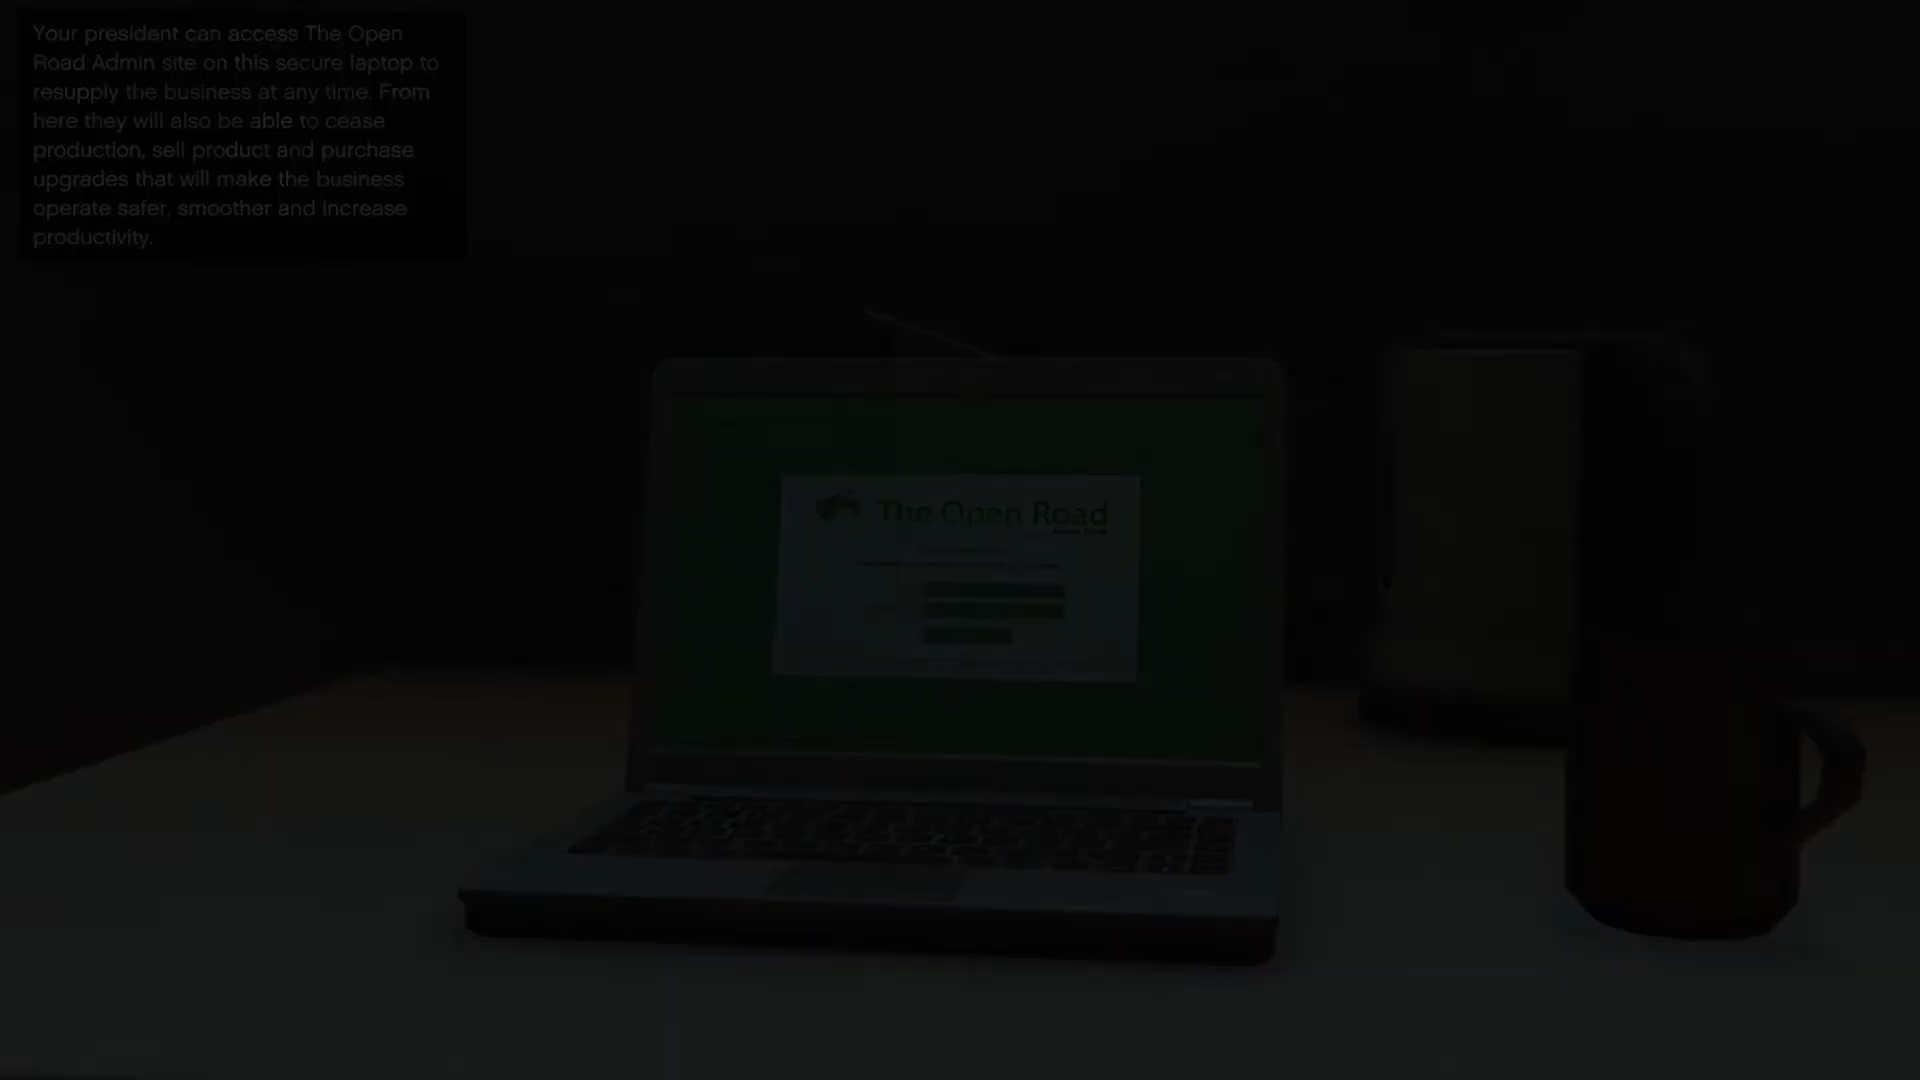 Your president can access The Open
Road Admin site on this secure laptop to
resupply the business at any time. From
here they will also be able to cease
production, sell product and purchase
upgrades that will make the business
operate safer, smoother and increase
productivity.
The Open Road